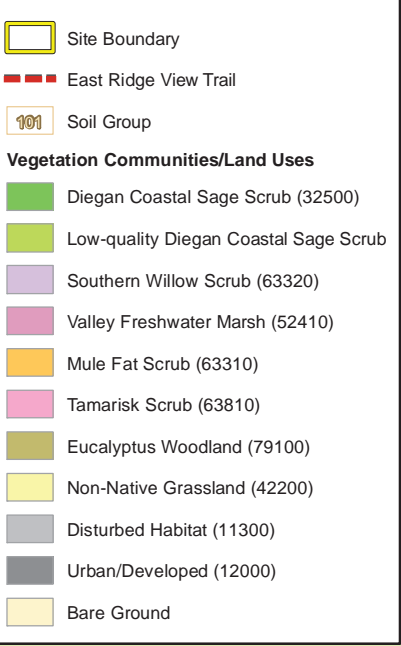 Site Boundary
East Ridge View Trail
101 Soil Group
Vegetation Communities/Land Uses
Diegan Coastal Sage Scrub (32500)
Low-quality Diegan Coastal Sage Scrub
Southern Willow Scrub (63320)
Valley Freshwater Marsh (52410)
Mule Fat Scrub (63310)
Tamarisk Scrub (63810)
Eucalyptus Woodland (79100)
Non-Native Grassland (42200)
Disturbed Habitat (11300)
Urban/Developed (12000)
Bare Ground